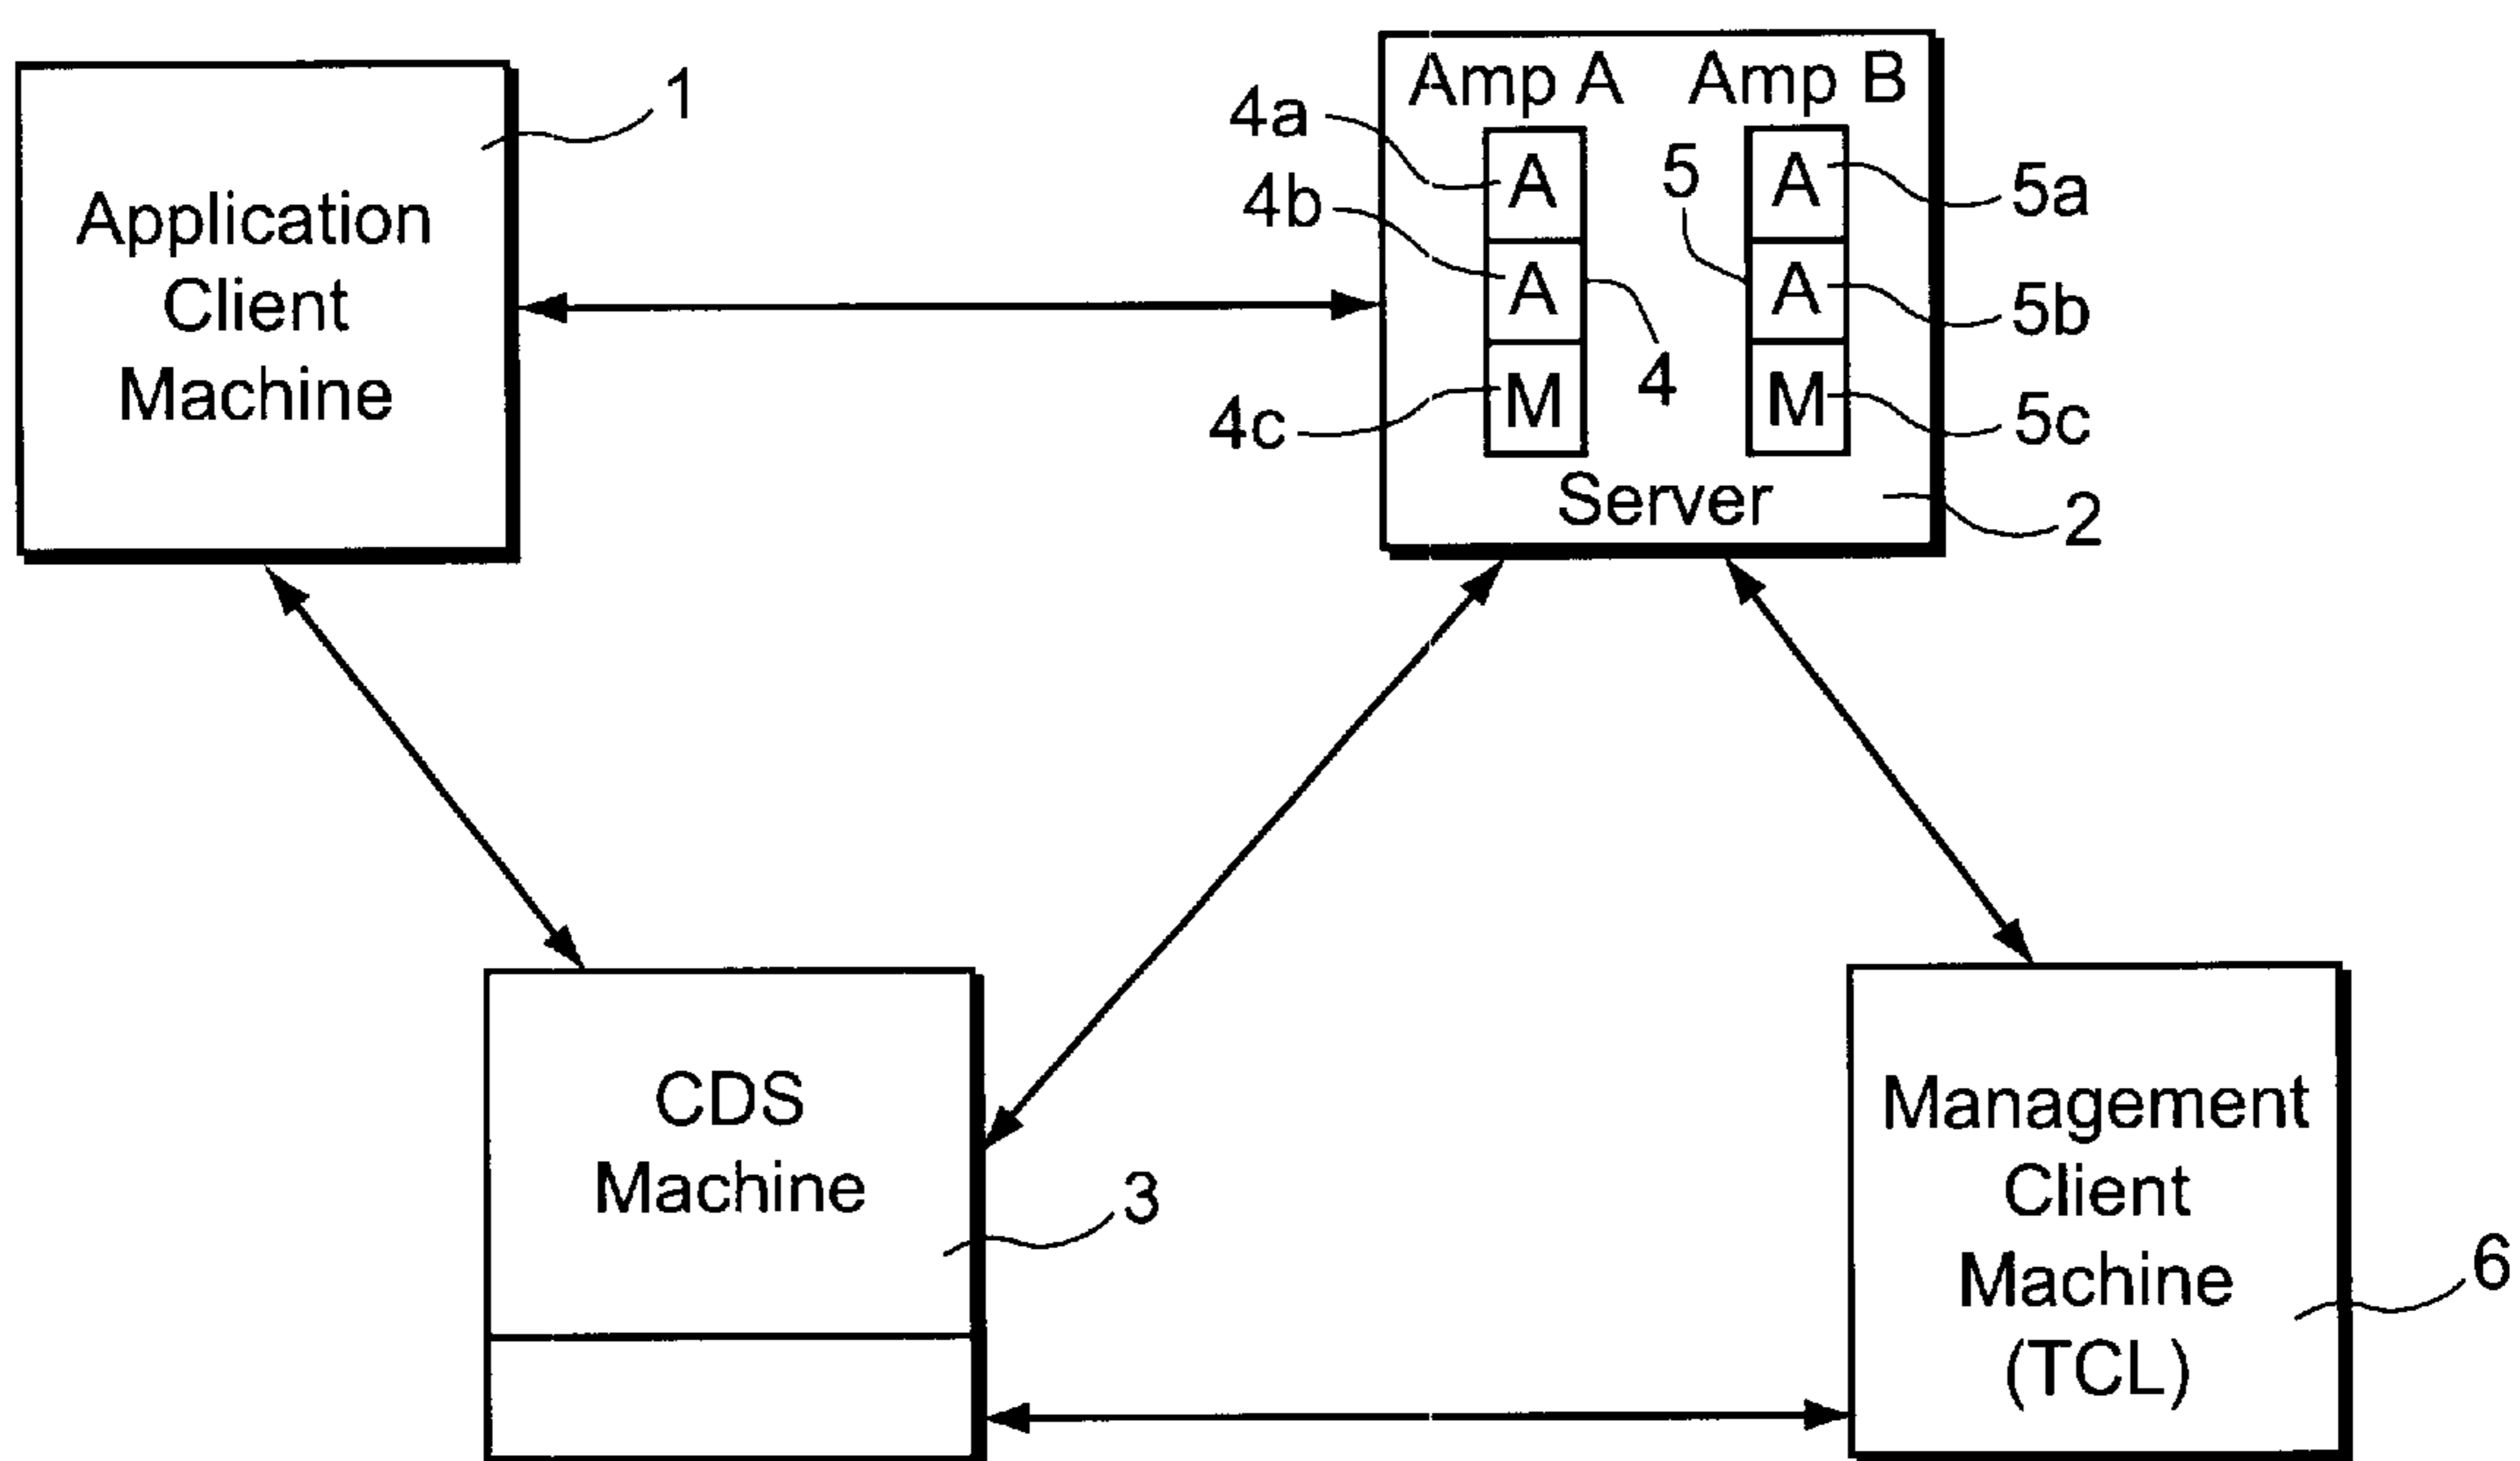 1
Application
Client
Machine
Amp A
Amp B
4a
4b
4c
A
A
M
4
5
A
A
M
5a
5b
5c
Server
2
CDS
Machine
3
Management
Client
Machine
(TCL)
6